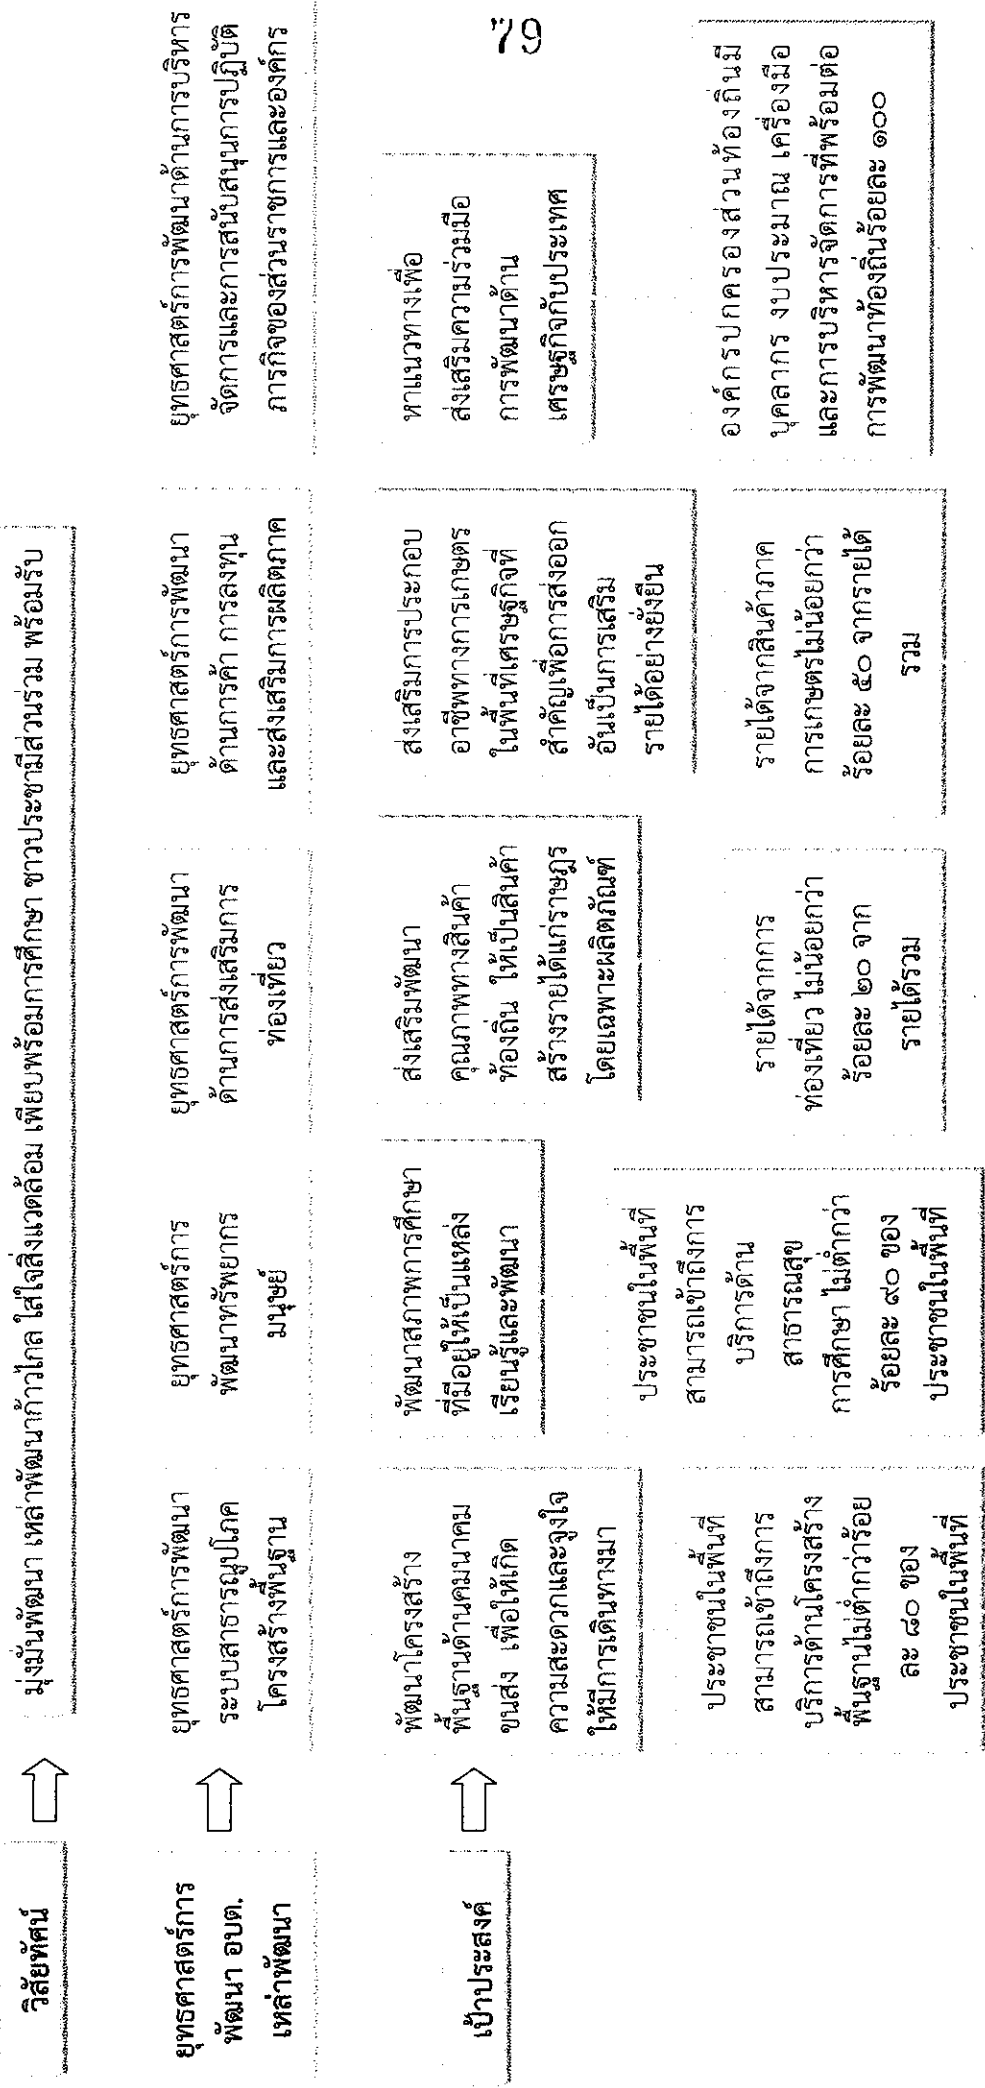 วิสัยทัศน์
มุ่งมั่นพัฒนา เหล่าพัฒนาก้าวไกล ใส่ใจสิ่งแวดล้อม เพียบพร้อมการศึกษา ชาวประชามีส่วนร่วม พร้อมรับ
ยุทธศาสตร์การ
พัฒนา อบต.
เหล่าพัฒนา
ยุทธศาสตร์การพัฒนา
ระบบสาธารณูปโภค
โครงสร้างพื้นฐาน
ยุทธศาสตร์การ
พัฒนาทรัพยากร
มนุษย์
ยุทธศาสตร์การพัฒนา
ด้านการส่งเสริมการ
ท่องเที่ยว
ยุทธศาสตร์การพัฒนา
ด้านการค้า การลงทุน
และส่งเสริมการผลิตภาค
ยุทธศาสตร์การพัฒนาด้านการบริหาร
จัดการและการสนับสนุนการปฏิบัติ
ภารกิจของส่วนราชการและองค์กร
เป้าประสงค์
พัฒนาโครงสร้าง
พื้นฐานด้านคมนาคม
ขนส่ง เพื่อให้เกิด
ความสะดวกและจูงใจ
ให้มีการเดินทางมา
พัฒนาสภาพการศึกษา
ที่มีอยู่ให้เป็นแหล่ง
เรียนรู้และพัฒนา
ส่งเสริมพัฒนา
คุณภาพทางสินค้า
ท้องถิ่น ให้เป็นสินค้า
สร้างรายได้แก่ราษฎร
โดยเฉพาะผลิตภัณฑ์
ส่งเสริมการประกอบ
อาชีพทางการเกษตร
ในพื้นที่เศรษฐกิจที่
สำคัญเพื่อการส่งออก
อันเป็นการเสริม
รายได้อย่างยั่งยืน
หาแนวทางเพื่อ
ส่งเสริมความร่วมมือ
การพัฒนาด้าน
เศรษฐกิจกับประเทศ
ประชาชนในพื้นที่
สามารถเข้าถึงการ
บริการด้านโครงสร้าง
พื้นฐานไม่ต่ำกว่าร้อย
ละ ๘๐ ของ
ประชาชนในพื้นที่
ประชาชนในพื้นที่
สามารถเข้าถึงการ
บริการด้าน
สาธารณสุข
การศึกษา ไม่ต่ำกว่า
ร้อยละ ๙๐ ของ
ประชาชนในพื้นที่
รายได้จากการ
ท่องเที่ยว ไม่น้อยกว่า
ร้อยละ ๒๐ จาก
รายได้รวม
รายได้จากสินค้าภาค
การเกษตรไม่น้อยกว่า
ร้อยละ ๕๐ จากรายได้
รวม
องค์กรปกครองส่วนท้องถิ่นมี
บุคลากร งบประมาณ เครื่องมือ
และการบริหารจัดการที่พร้อมต่อ
การพัฒนาท้องถิ่นร้อยละ ๑๐๐
79